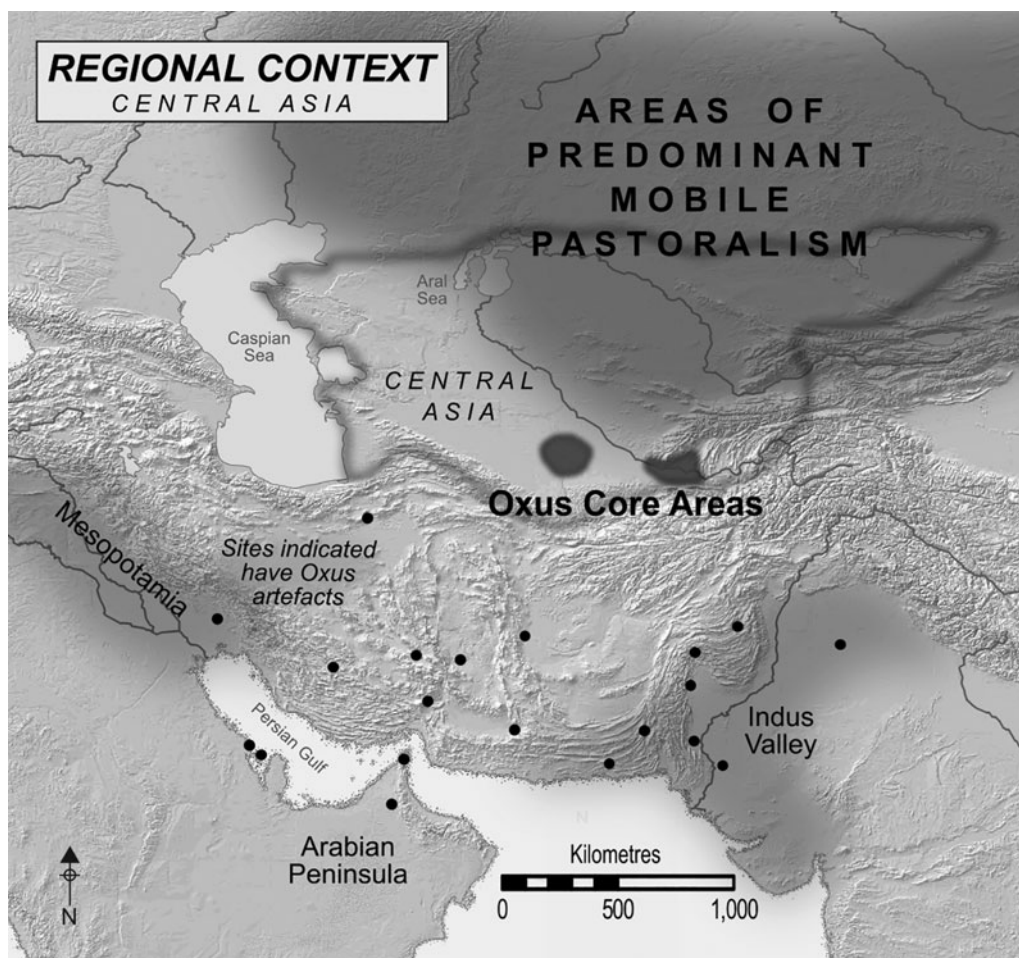 REGIONAL CONTEXT
CENTRAL ASIA
AREAS OF
PREDOMINANT
MOBILE
PASTORALISM
Aral
Sea
Caspian
Sea
CENTRAL
ASIA
Oxus Core Areas
Mesopotamia
Sites indicated
have Oxus
artefacts
Persian Gulf
Indus
Valley
Arabian
Peninsula
N
N
Kilometres
0 500 1,000